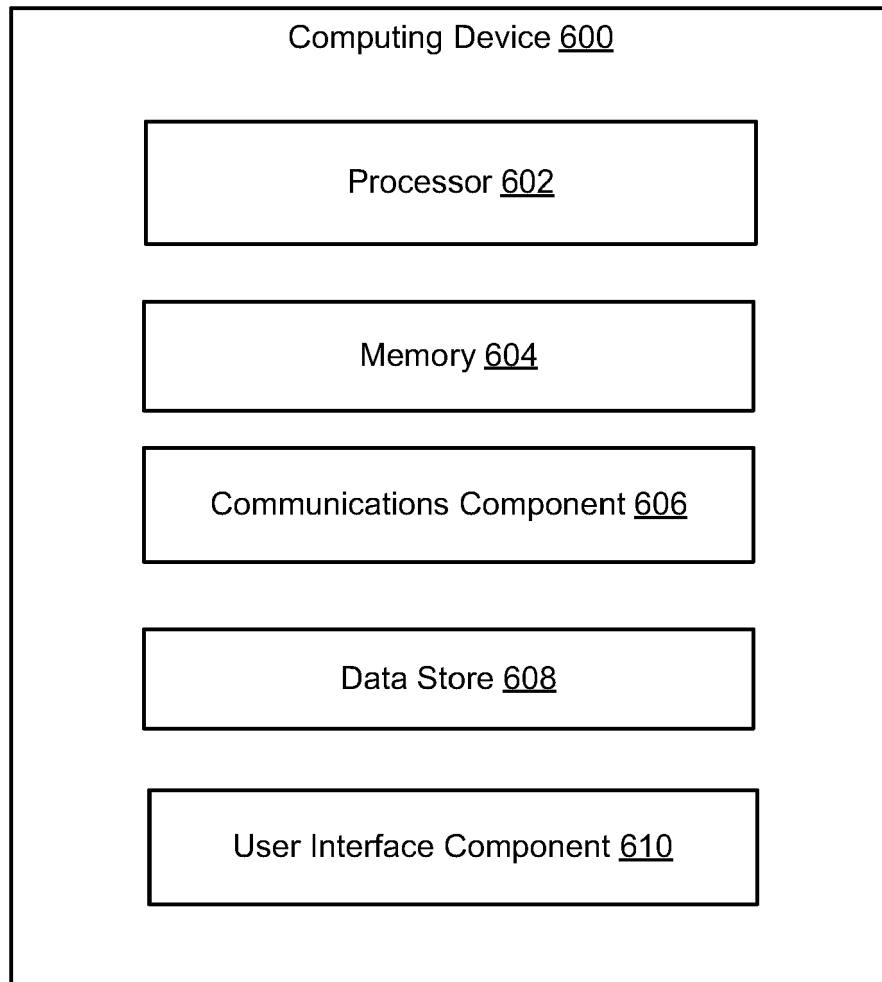 Computing Device 600
Processor 602
Memory 604
Communications Component 606
Data Store 608
User Interface Component 610